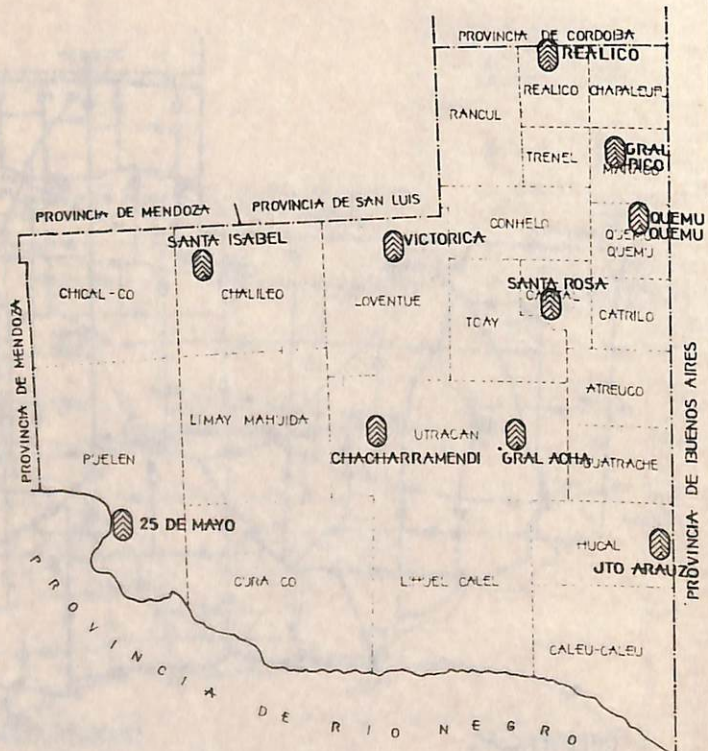 PROVINCIA DE CORDOBA
REALICO
REALICO
CHAPALEUFU
RANCUL
TRENEL
GRAL
PICO
MARACO
PROVINCIA DE MENDOZA
PROVINCIA DE SAN LUIS
CONHELO
QUEMU
QUEMU
QUEMU
QUEMU
SANTA ISABEL
VICTORICA
CHICAL-CO
CHALILEO
LOVENTUE
SANTA ROSA
CAPITAL
TOAY
CATRILO
PROVINCIA DE MENDOZA
PROVINCIA DE BUENOS AIRES
ATREUCO
LIMAY MAHUIDA
UTRACAN
PUELEN
CHACHARRAMENDI
GRAL ACHA
GUATRACHE
25 DE MAYO
HUCAL
JTO ARAUZ
CURA CO
LIHUEL CALEL
CALEU-CALEU
PROVINCIA DE RIO NEGRO